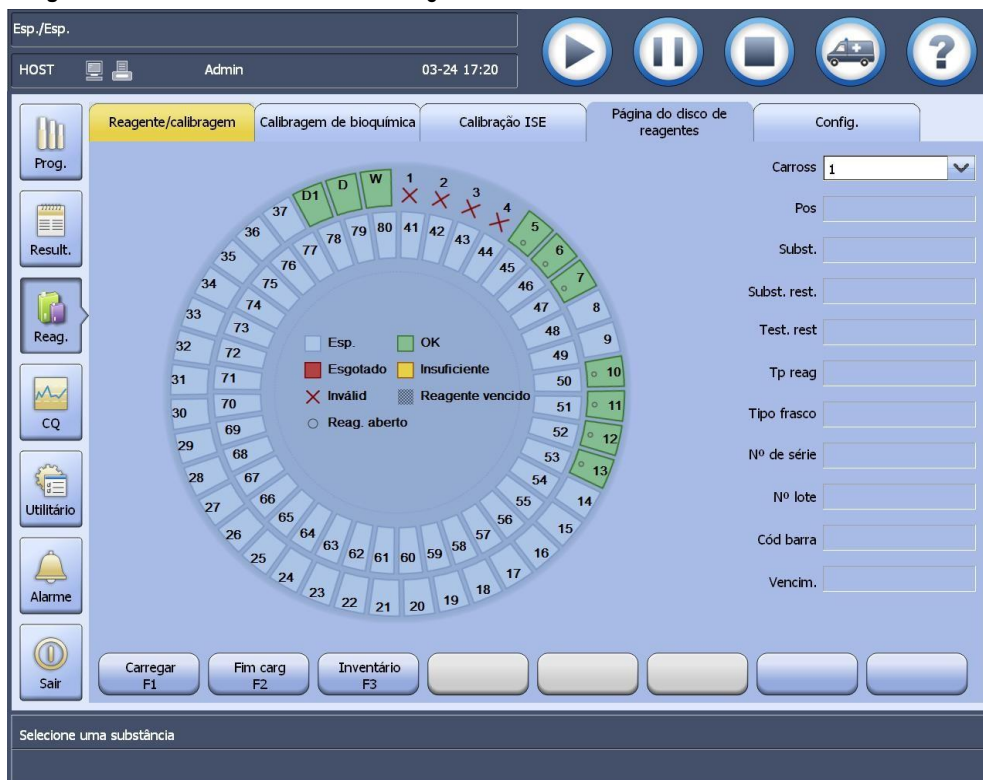 Esp./Esp.
HOST Admin 03-24 17:20
Reagente/calibragem
Calibragem de bioquímica
Calibração ISE
Página do disco de
reagentes
Config.
Prog.
Result.
Reag.
CQ
Utilitário
Alarme
Sair
D1 D W 1 2 3 4 5 6 7 8 9 10 11 12 13 14 15 16 17 18 19 20 21 22 23 24 25 26 27 28 29 30 31 32 33 34 35 36 37
41 42 43 44 45 46 47 48 49 50 51 52 53 54 55 56 57 58 59 60 61 62 63 64 65 66 67 68 69 70 71 72 73 74 75 76 77 78 79 80
Esp. OK
Esgotado Insuficiente
Inválid Reagente vencido
Reag. aberto
Carross 1
Pos
Subst.
Subst. rest.
Test. rest
Tp reag
Tipo frasco
Nº de série
Nº lote
Cód barra
Vencim.
Carregar
F1
Fim carg
F2
Inventário
F3
Selecione uma substância